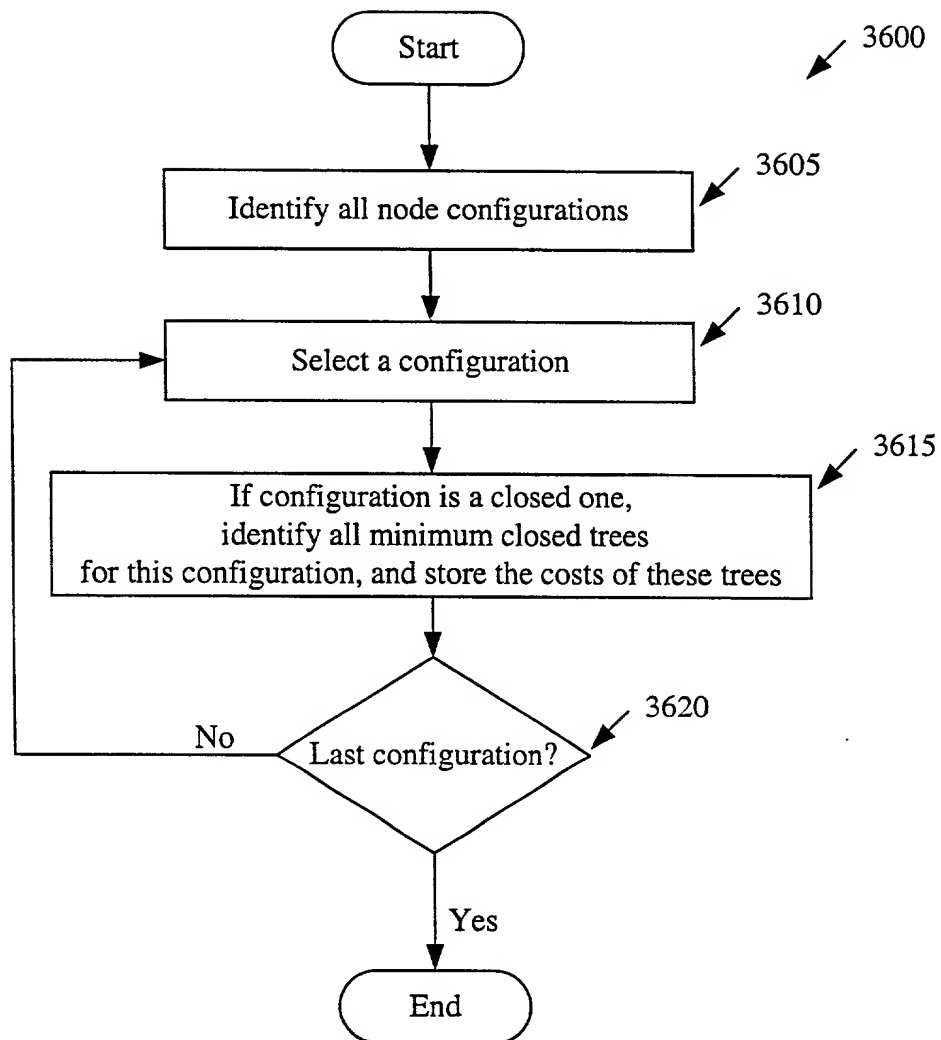 Start
3600
3605
Identify all node configurations
3610
Select a configuration
3615
If configuration is a closed one,
identify all minimum closed trees
for this configuration, and store the costs of these trees
3620
No
Last configuration?
Yes
End